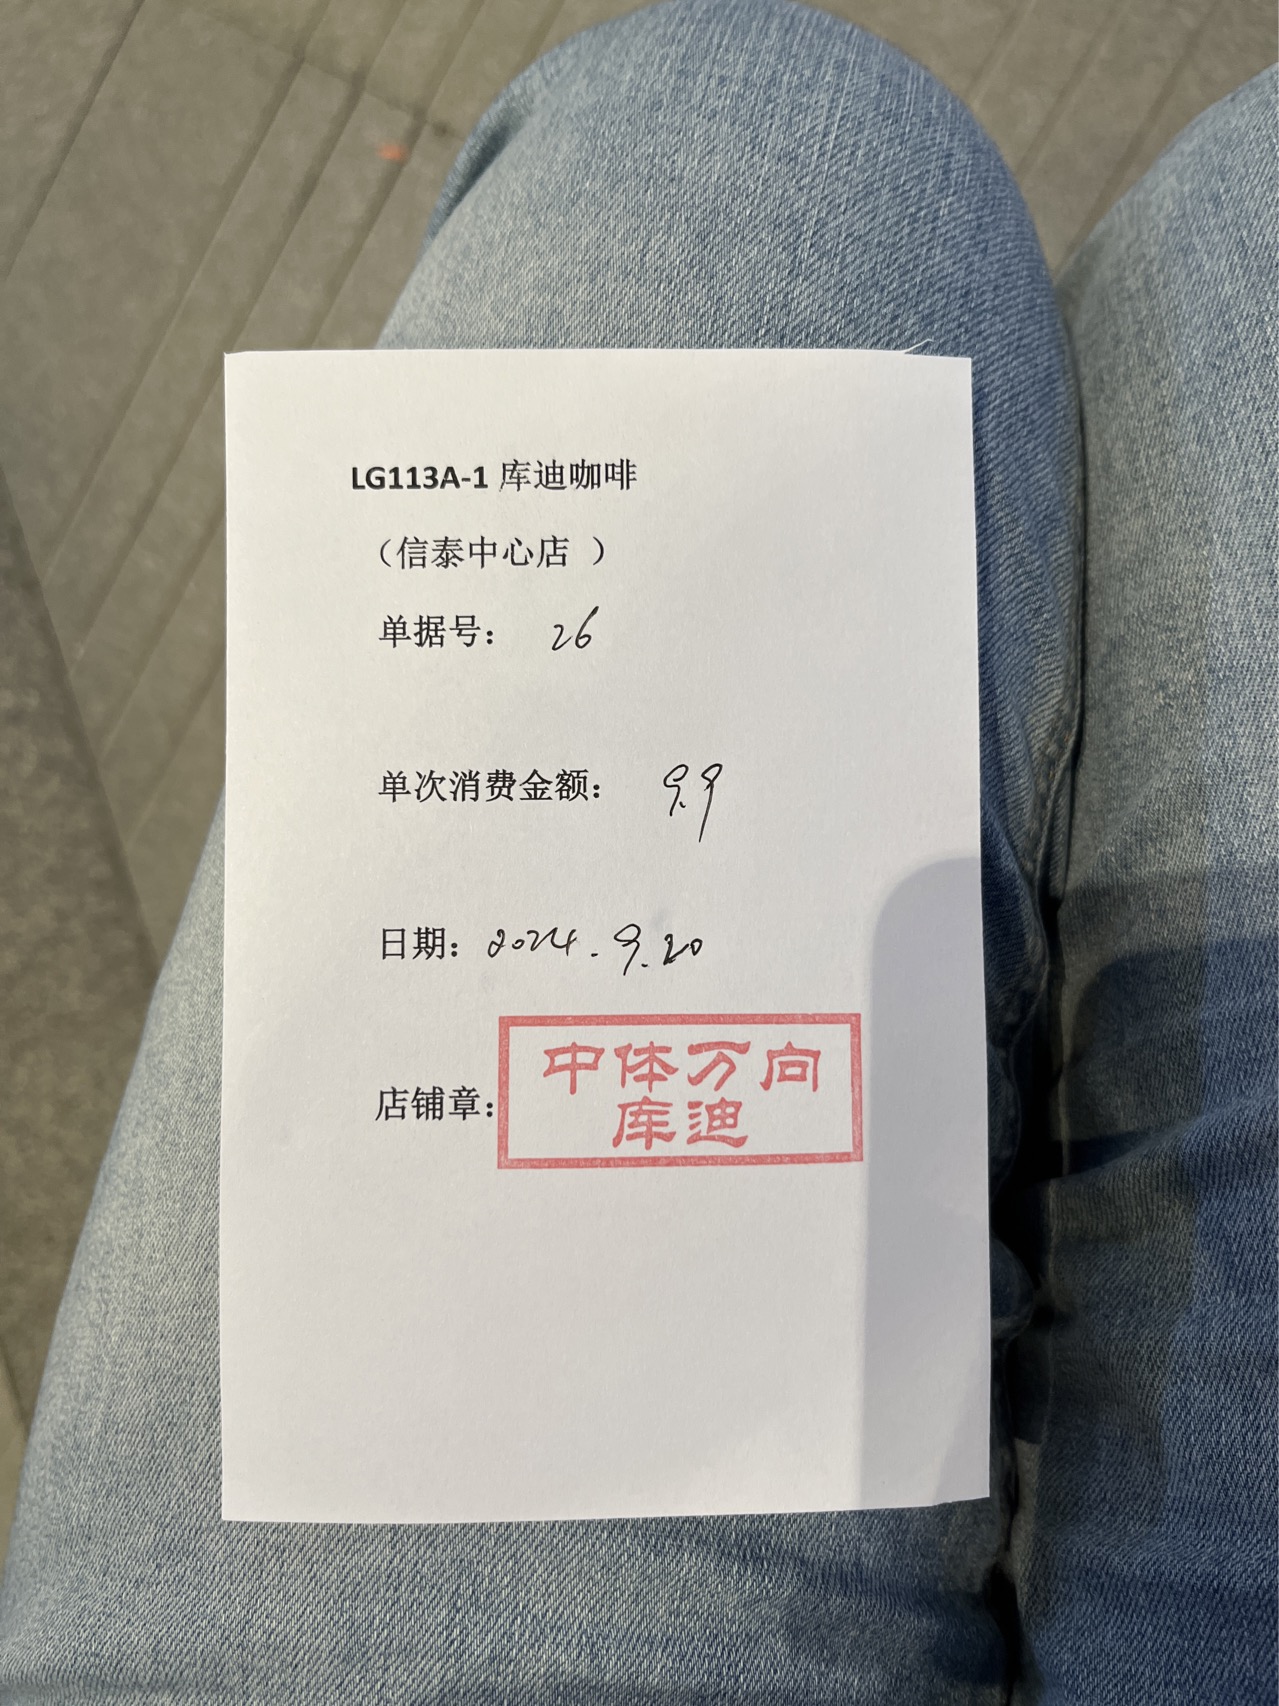 LG113A-1 库迪咖啡
（信泰中心店 ）
单据号： 26
单次消费金额： 9.9
日期：2024.9.20
店铺章：
中体万向
库迪